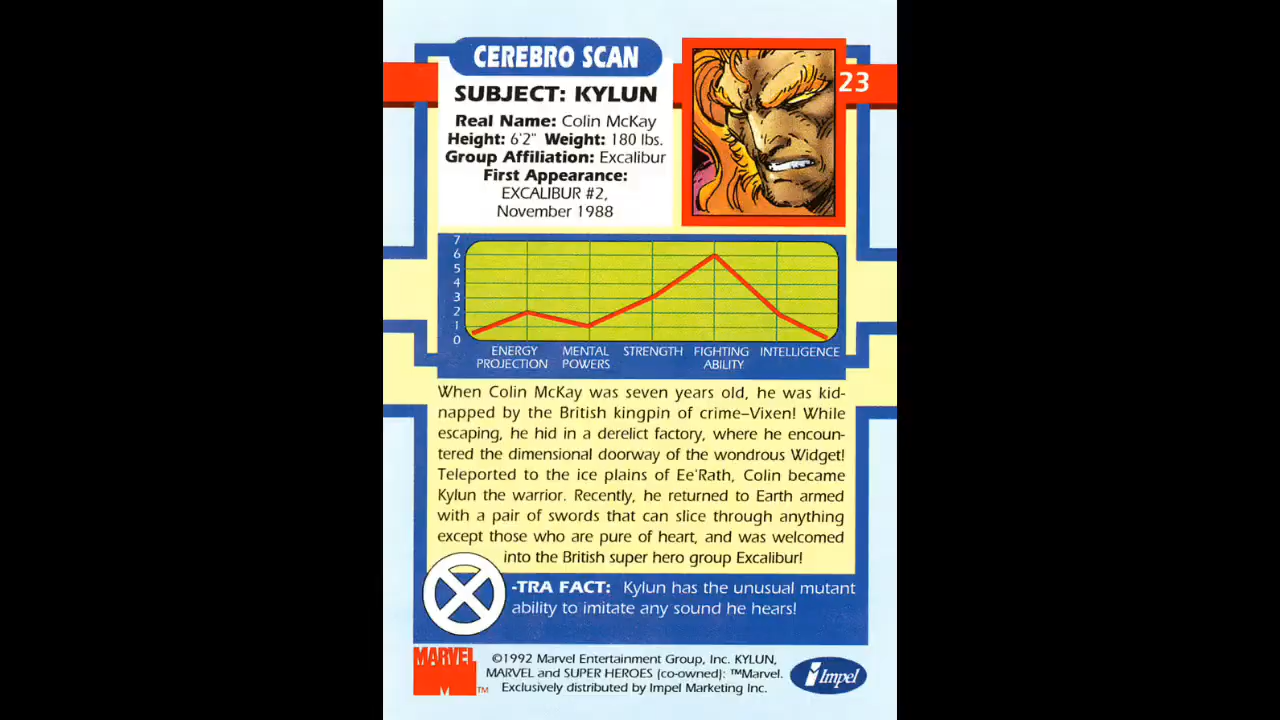 CEREBRO SCAN
SUBJECT: KYLUN
Real Name: Colin McKay
Height: 6'2" Weight: 180 lbs.
Group Affiliation: Excalibur
First Appearance:
EXCALIBUR #2,
November 1988
23
7
6
5
4
3
2
1
0
ENERGY PROJECTION
MENTAL POWERS
STRENGTH
FIGHTING ABILITY
INTELLIGENCE
When Colin McKay was seven years old, he was kid-
napped by the British kingpin of crime–Vixen! While
escaping, he hid in a derelict factory, where he encoun-
tered the dimensional doorway of the wondrous Widget!
Teleported to the ice plains of Ee'Rath, Colin became
Kylun the warrior. Recently, he returned to Earth armed
with a pair of swords that can slice through anything
except those who are pure of heart, and was welcomed
into the British super hero group Excalibur!
X-TRA FACT: Kylun has the unusual mutant
ability to imitate any sound he hears!
MARVEL
M TM
©1992 Marvel Entertainment Group, Inc. KYLUN,
MARVEL and SUPER HEROES (co-owned): ™Marvel.
Exclusively distributed by Impel Marketing Inc.
Impel